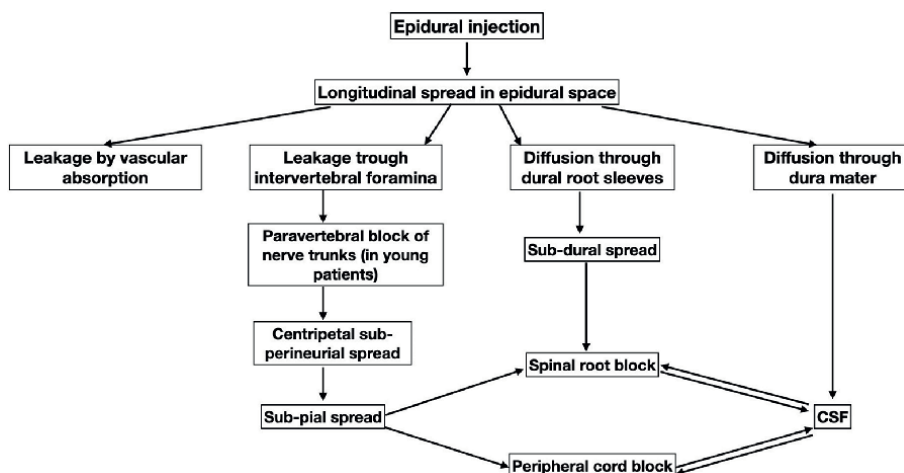 Epidural injection
Longitudinal spread in epidural space
Leakage by vascular
absorption
Leakage trough
intervertebral foramina
Diffusion through
dural root sleeves
Diffusion through
dura mater
Paravertebral block of
nerve trunks (in young
patients)
Sub-dural spread
Centripetal sub-
perineurial spread
Spinal root block
Sub-pial spread
CSF
Peripheral cord block